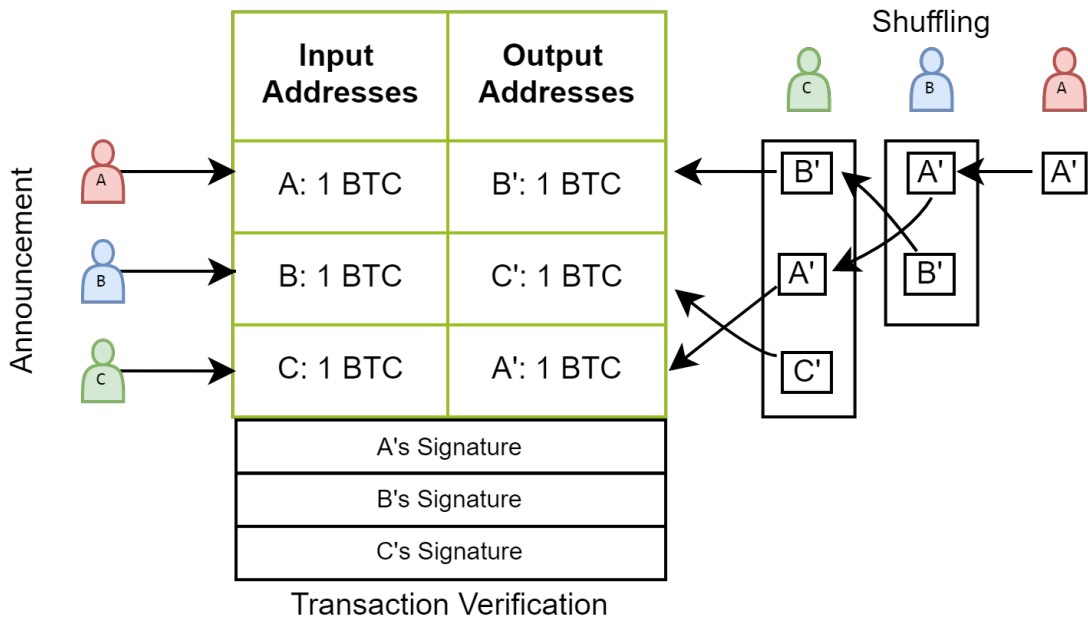 Shuffling
Input Addresses
Output Addresses
C
B
A
Announcement
A
A: 1 BTC
B': 1 BTC
B'
A'
A'
B
B: 1 BTC
C': 1 BTC
A'
B'
C
C: 1 BTC
A': 1 BTC
C'
A's Signature
B's Signature
C's Signature
Transaction Verification